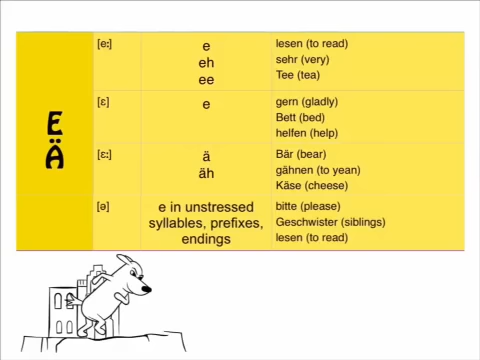 E
Ä
[eː]
e
eh
ee
lesen (to read)
sehr (very)
Tee (tea)
[ɛ]
e
gern (gladly)
Bett (bed)
helfen (help)
[ɛː]
ä
äh
Bär (bear)
gähnen (to yean)
Käse (cheese)
[ə]
e in unstressed
syllables, prefixes,
endings
bitte (please)
Geschwister (siblings)
lesen (to read)